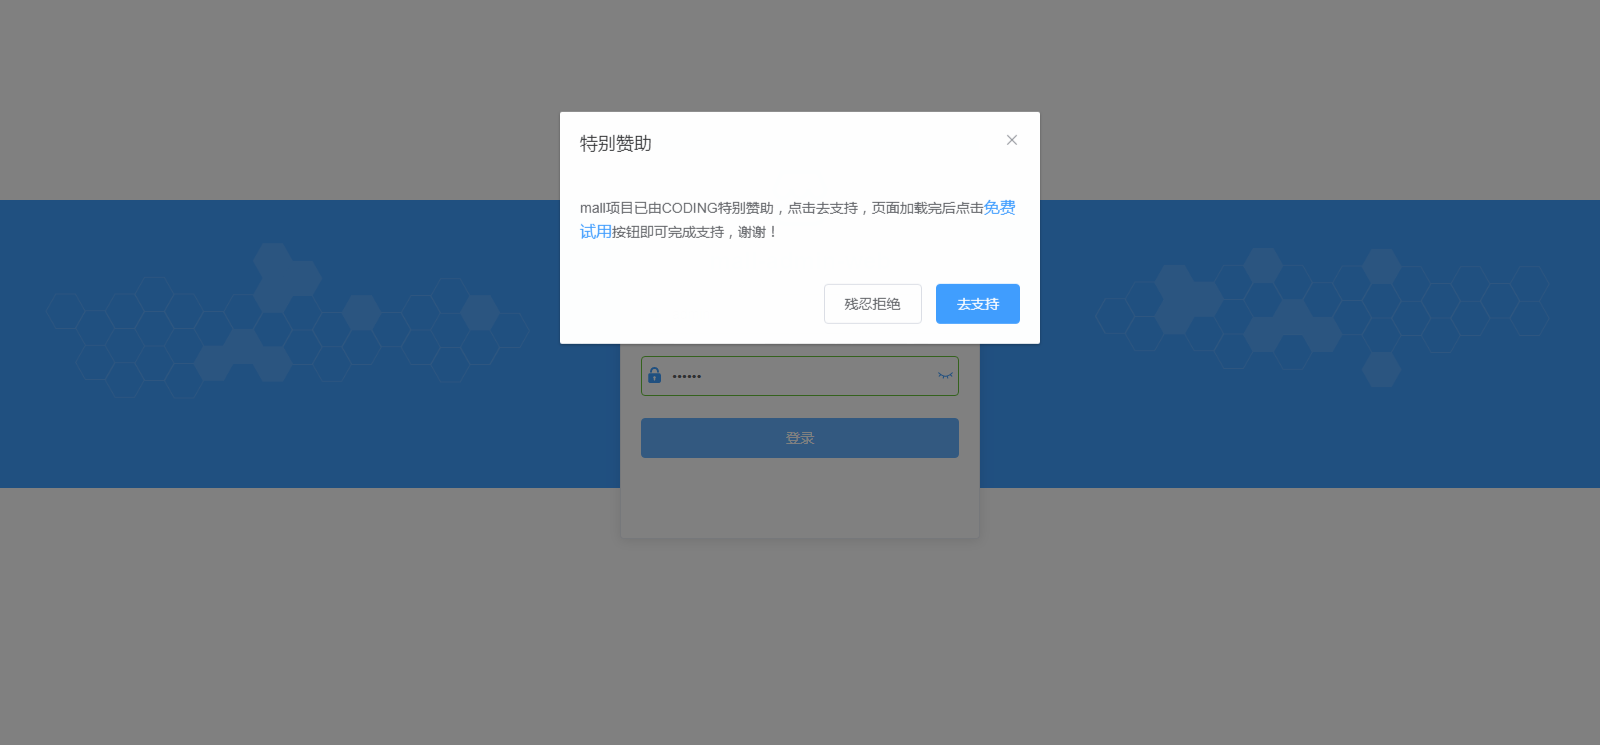 特别赞助
mall项目已由CODING特别赞助，点击去支持，页面加载完后点击免费
试用按钮即可完成支持，谢谢！
残忍拒绝
去支持
••••••
登录